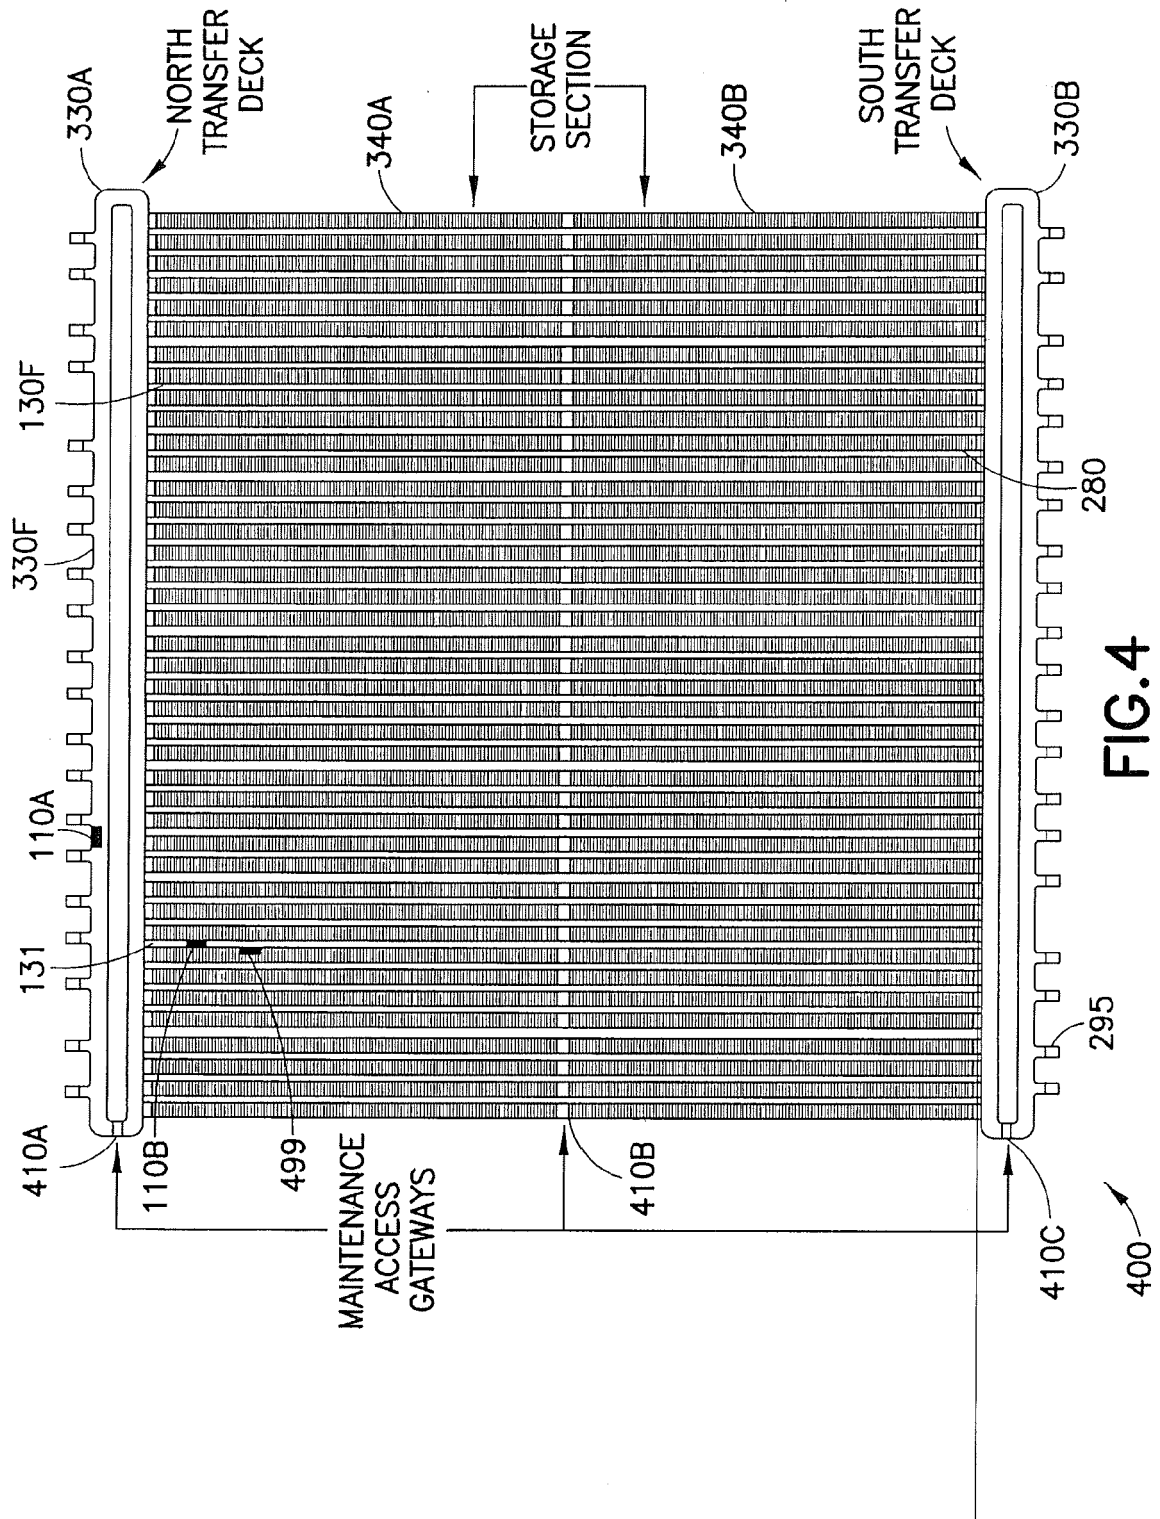 330A
NORTH
TRANSFER
DECK
340A
STORAGE
SECTION
340B
SOUTH
TRANSFER
DECK
330B
130F
330F
280
110A
131
295
410A
110B
499
MAINTENANCE
ACCESS
GATEWAYS
410B
410C
400
FIG.4